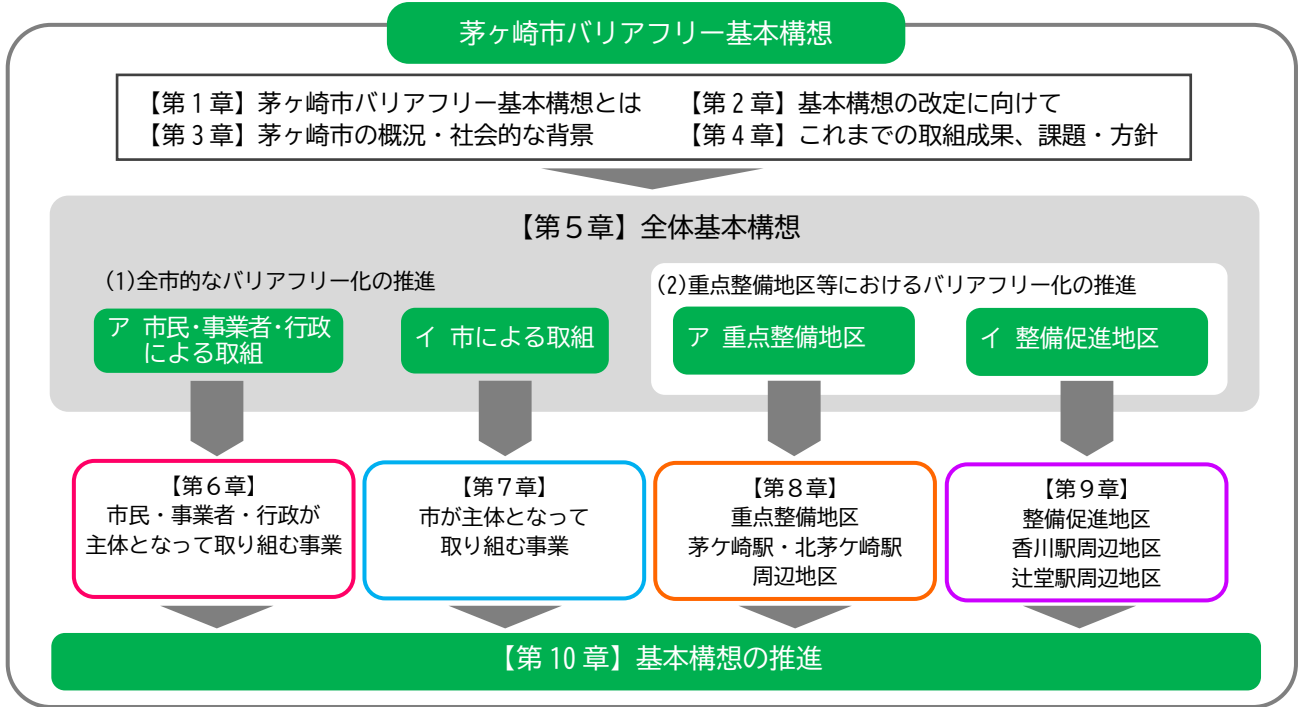 茅ヶ崎市バリアフリー基本構想
【第１章】茅ヶ崎市バリアフリー基本構想とは　【第２章】基本構想の改定に向けて
【第３章】茅ヶ崎市の概況・社会的な背景　【第４章】これまでの取組成果、課題・方針
【第５章】全体基本構想
(1)全市的なバリアフリー化の推進
ア 市民・事業者・行政
による取組
イ 市による取組
(2)重点整備地区等におけるバリアフリー化の推進
ア 重点整備地区
イ 整備促進地区
【第６章】
市民・事業者・行政が
主体となって取り組む事業
【第７章】
市が主体となって
取り組む事業
【第８章】
重点整備地区
茅ケ崎駅・北茅ケ崎駅
周辺地区
【第９章】
整備促進地区
香川駅周辺地区
辻堂駅周辺地区
【第10章】基本構想の推進